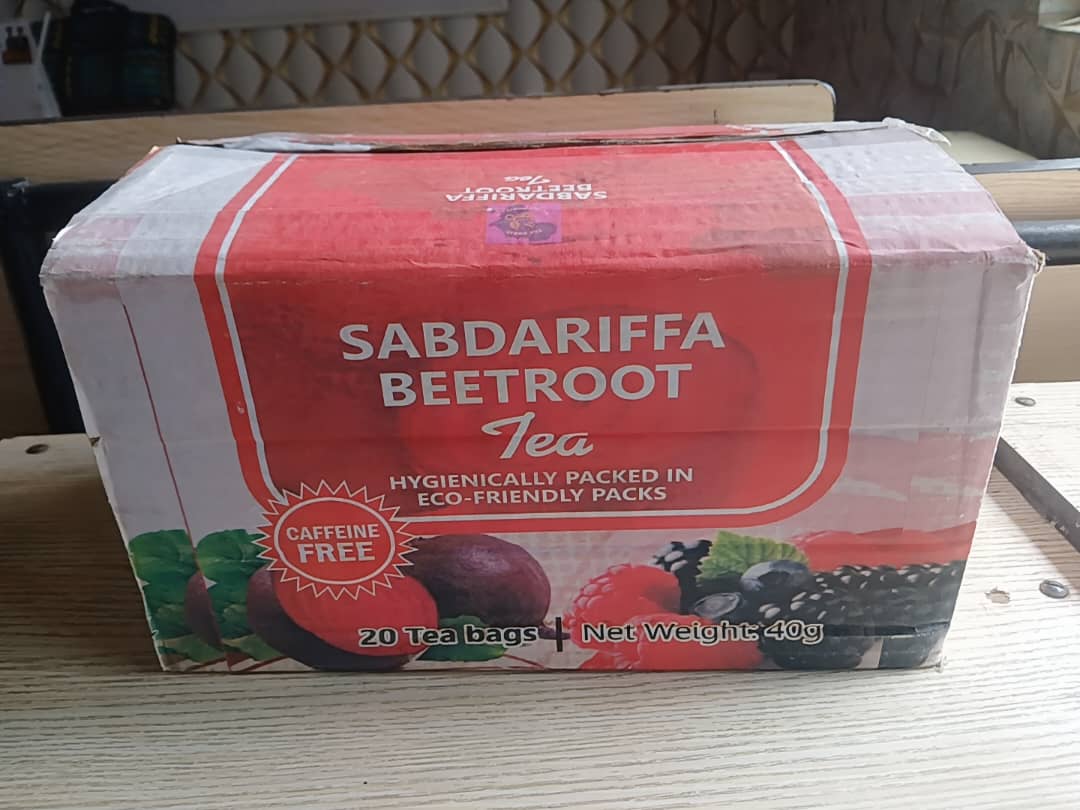 SABDARIFFA
BEETROOT
Tea
SABDARIFFA
BEETROOT
Tea
HYGIENICALLY PACKED IN
ECO-FRIENDLY PACKS
CAFFEINE
FREE
20 Tea bags | Net Weight: 40g